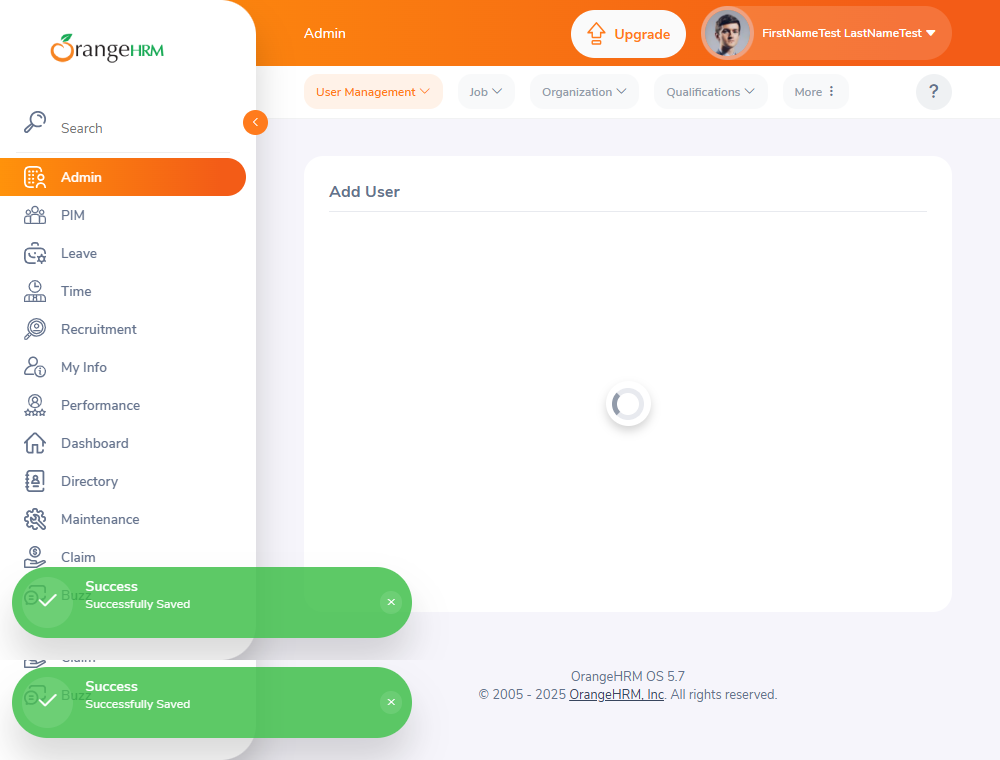 OrangeHRM
Admin
Upgrade
FirstNameTest LastNameTest
User Management
Job
Organization
Qualifications
More
?
Search
Admin
PIM
Leave
Time
Recruitment
My Info
Performance
Dashboard
Directory
Maintenance
Claim
Buzz
Add User
Success
Successfully Saved
Claim
Buzz
Success
Successfully Saved
OrangeHRM OS 5.7
© 2005 - 2025 OrangeHRM, Inc. All rights reserved.